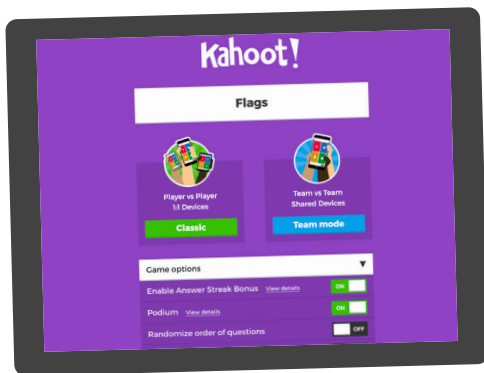 Kahoot!
Flags
Player vs Player
1:1 Devices
Classic
Team vs Team
Shared Devices
Team mode
Game options
Enable Answer Streak Bonus View details ON
Podium View details ON
Randomize order of questions OFF